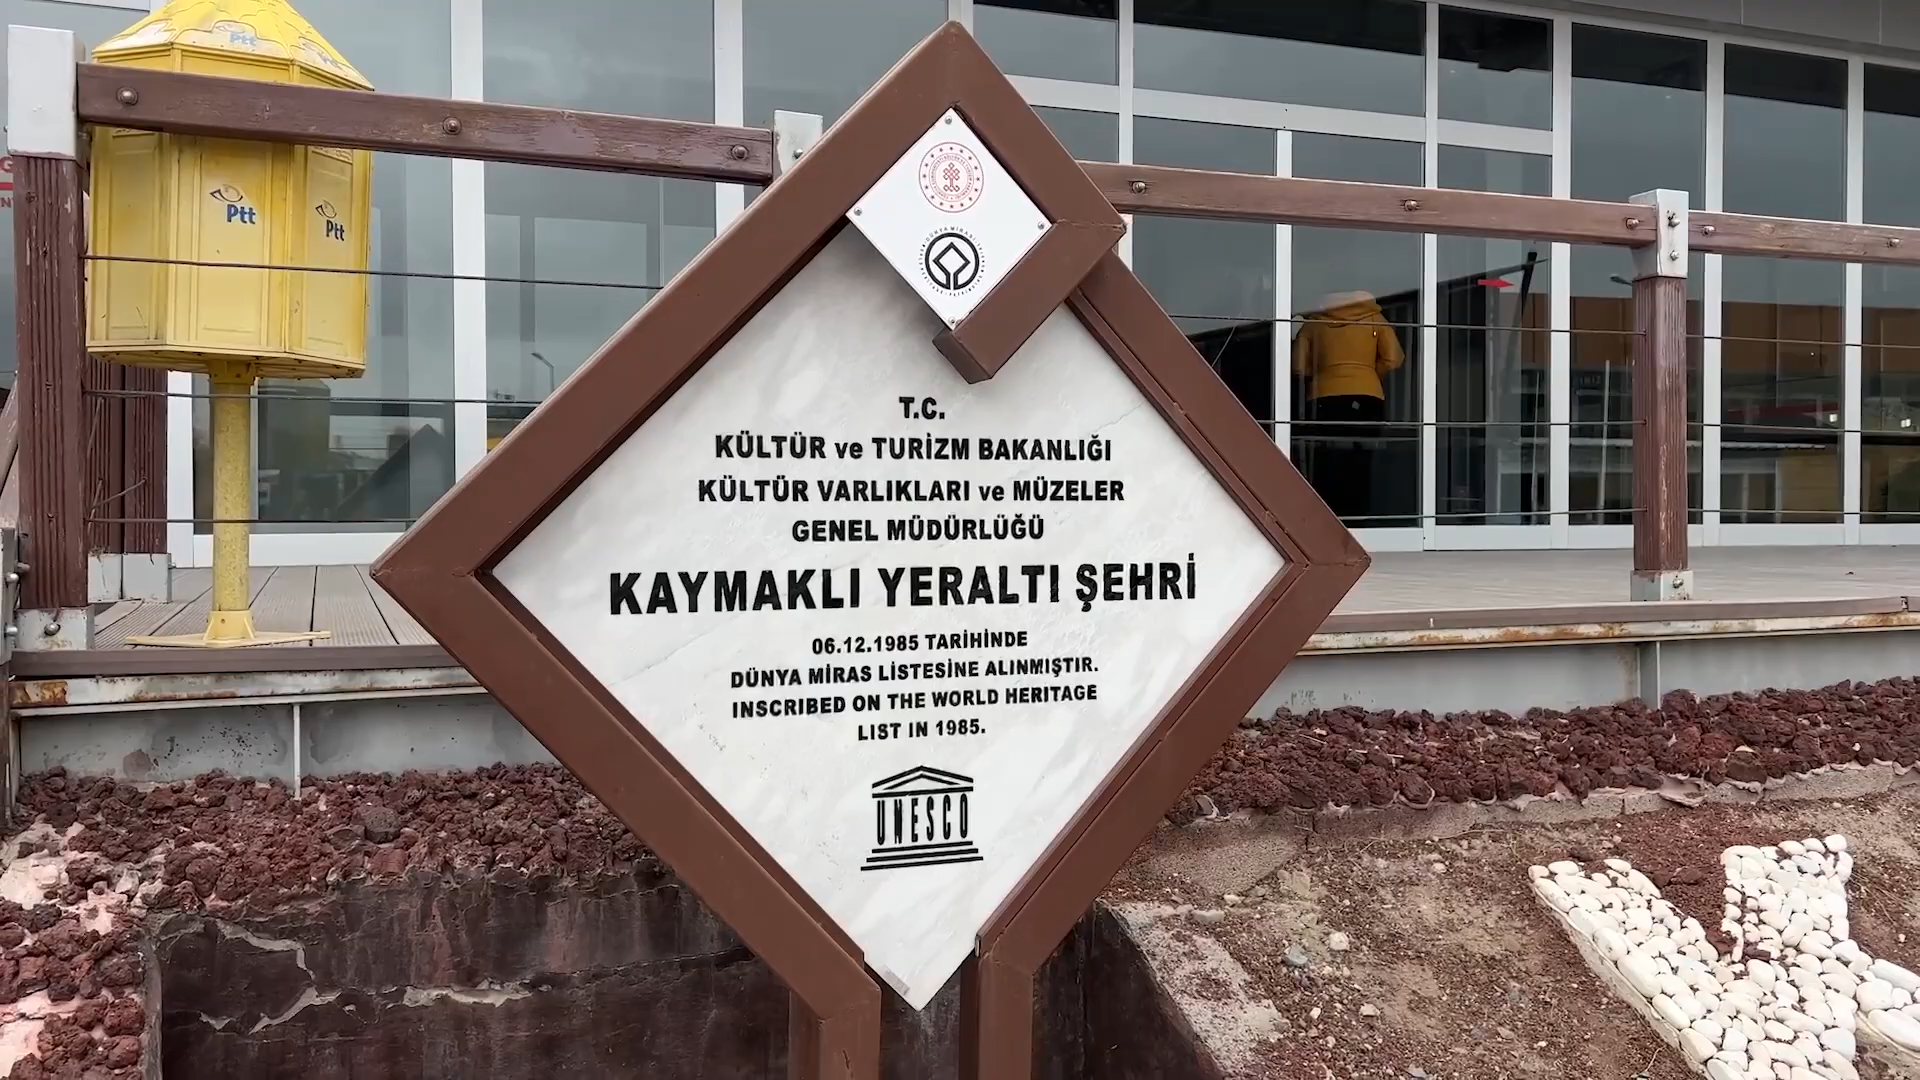 Ptt
Ptt
Ptt
T.C.
KÜLTÜR ve TURİZM BAKANLIĞI
KÜLTÜR VARLIKLARI ve MÜZELER
GENEL MÜDÜRLÜĞÜ
KAYMAKLI YERALTI ŞEHRİ
06.12.1985 TARİHİNDE
DÜNYA MİRAS LİSTESİNE ALINMIŞTIR.
INSCRIBED ON THE WORLD HERITAGE
LIST IN 1985.
UNESCO